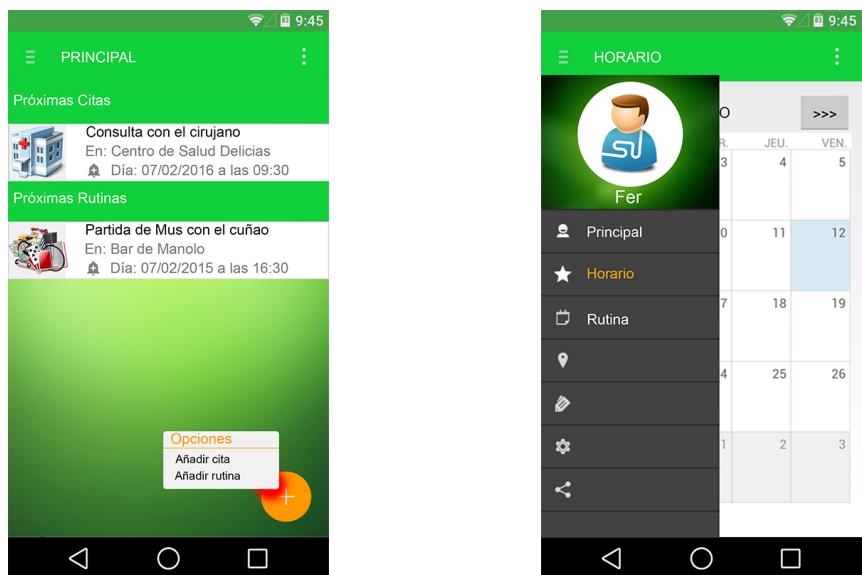 9:45
PRINCIPAL
Próximas Citas
Consulta con el cirujano
En: Centro de Salud Delicias
Día: 07/02/2016 a las 09:30
Próximas Rutinas
Partida de Mus con el cuñao
En: Bar de Manolo
Día: 07/02/2015 a las 16:30
Opciones
Añadir cita
Añadir rutina
+
9:45
HORARIO
Fer
Principal
Horario
Rutina
O >>>
R. JEU. VEN.
3 4 5
0 11 12
7 18 19
4 25 26
1 2 3